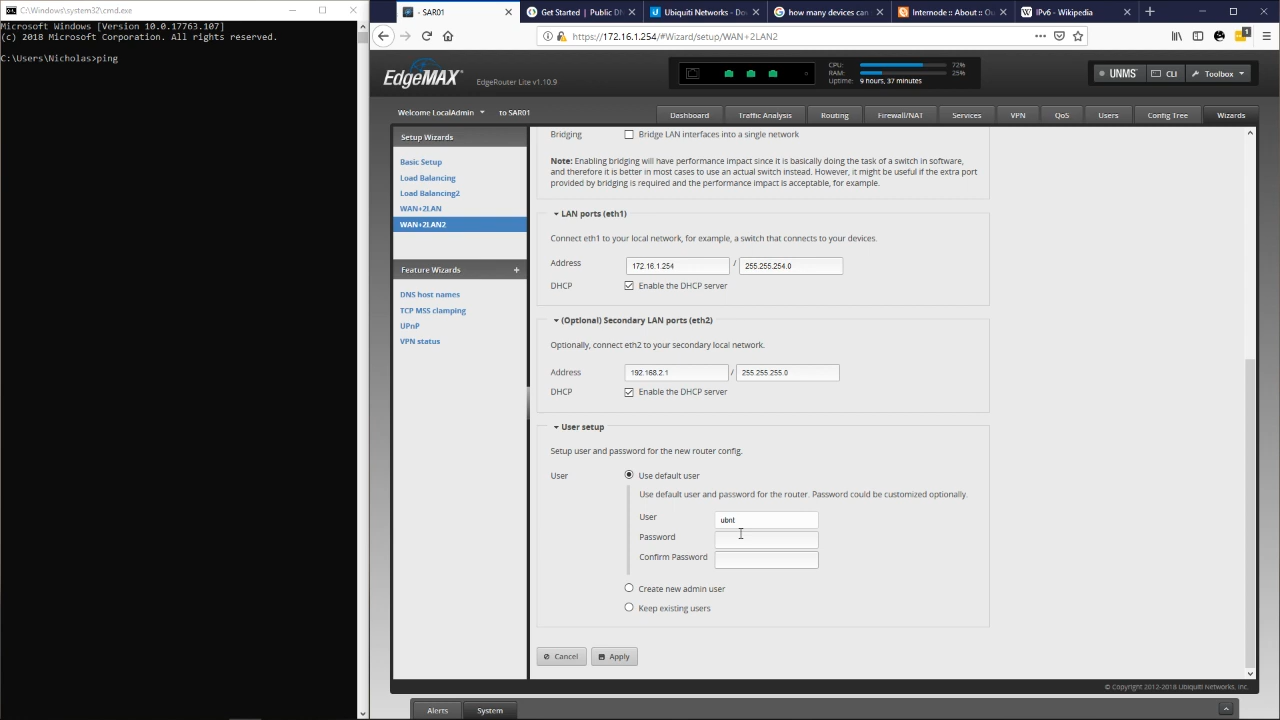 C:\Windows\system32\cmd.exe
Microsoft Windows [Version 10.0.17763.107]
(c) 2018 Microsoft Corporation. All rights reserved.
C:\Users\Nicholas>ping
- SAR01
Get started | Public D
Ubiquiti Networks - D
how many devices can
Internode :: About :: O
IPv6 - Wikipedia
https://172.16.1.254/#Wizard/setup/WAN+2LAN2
1
EdgeMAX
EdgeRouter Lite v1.10.9
CPU: 72%
RAM: 25%
Uptime: 9 hours, 37 minutes
UNMS
CLI
Toolbox
Welcome LocalAdmin
to SAR01
Dashboard
Traffic Analysis
Routing
Firewall/NAT
Services
VPN
QoS
Users
Config Tree
Wizards
Setup Wizards
Basic Setup
Load Balancing
Load Balancing2
WAN+2LAN
WAN+2LAN2
Feature Wizards +
DNS host names
TCP MSS clamping
UPnP
VPN status
Bridging Bridge LAN interfaces into a single network
Note: Enabling bridging will have performance impact since it is basically doing the task of a switch in software,
and therefore it is better in most cases to use an actual switch instead. However, it might be useful if the extra port
provided by bridging is required and the performance impact is acceptable, for example.
LAN ports (eth1)
Connect eth1 to your local network, for example, a switch that connects to your devices.
Address 172.16.1.254 / 255.255.254.0
DHCP Enable the DHCP server
(Optional) Secondary LAN ports (eth2)
Optionally, connect eth2 to your secondary local network.
Address 192.168.2.1 / 255.255.255.0
DHCP Enable the DHCP server
User setup
Setup user and password for the new router config.
User Use default user
Use default user and password for the router. Password could be customized optionally.
User ubnt
Password
Confirm Password
Create new admin user
Keep existing users
Cancel
Apply
© Copyright 2012-2018 Ubiquiti Networks, Inc.
Alerts
System